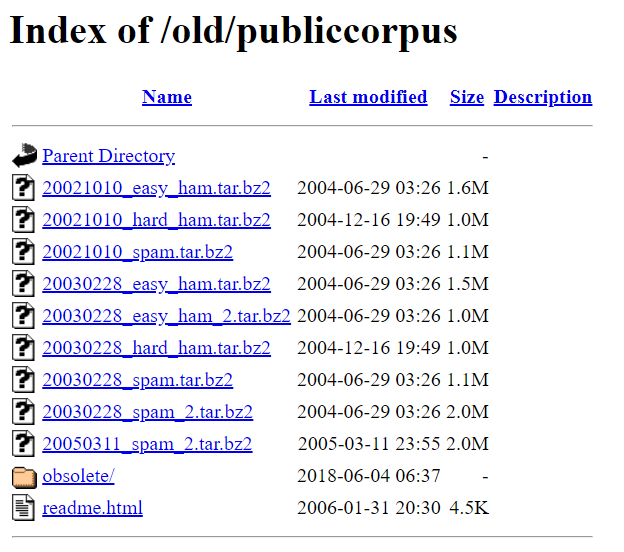 Index of /old/publiccorpus
Name Last modified Size Description
Parent Directory -
20021010_easy_ham.tar.bz2 2004-06-29 03:26 1.6M
20021010_hard_ham.tar.bz2 2004-12-16 19:49 1.0M
20021010_spam.tar.bz2 2004-06-29 03:26 1.1M
20030228_easy_ham.tar.bz2 2004-06-29 03:26 1.5M
20030228_easy_ham_2.tar.bz2 2004-06-29 03:26 1.0M
20030228_hard_ham.tar.bz2 2004-12-16 19:49 1.0M
20030228_spam.tar.bz2 2004-06-29 03:26 1.1M
20030228_spam_2.tar.bz2 2004-06-29 03:26 2.0M
20050311_spam_2.tar.bz2 2005-03-11 23:55 2.0M
obsolete/ 2018-06-04 06:37 -
readme.html 2006-01-31 20:30 4.5K